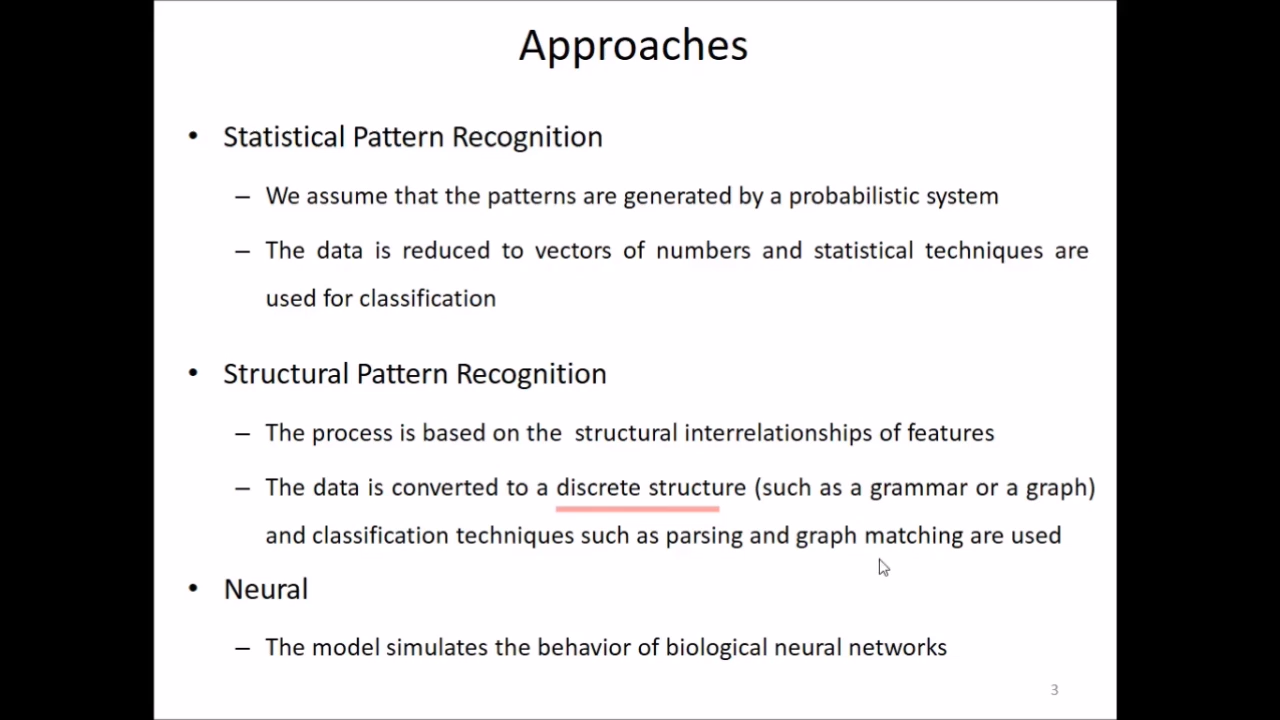 Approaches
• Statistical Pattern Recognition
– We assume that the patterns are generated by a probabilistic system
– The data is reduced to vectors of numbers and statistical techniques are
used for classification
• Structural Pattern Recognition
– The process is based on the structural interrelationships of features
– The data is converted to a discrete structure (such as a grammar or a graph)
and classification techniques such as parsing and graph matching are used
• Neural
– The model simulates the behavior of biological neural networks
3